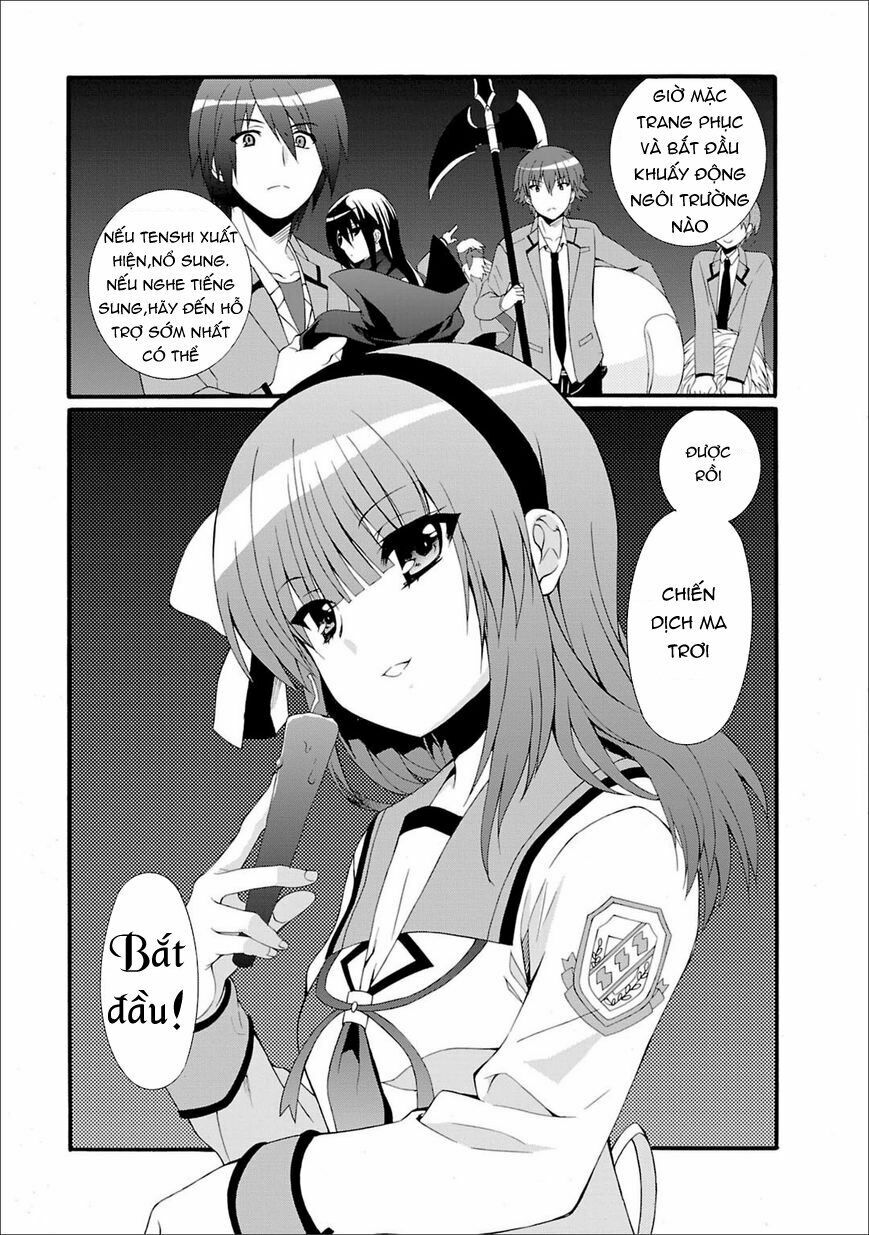 GIỜ MẶC
TRANG PHỤC
VÀ BẮT ĐẦU
KHUẤY ĐỘNG
NGÔI TRƯỜNG
NÀO
NẾU TENSHI XUẤT
HIỆN,NỔ SUNG.
NẾU NGHE TIẾNG
SUNG,HÃY ĐẾN HỖ
TRỢ SỚM NHẤT
CÓ THỂ
ĐƯỢC
RỒI
CHIẾN
DỊCH MA
TRƠI
Bắt
đầu!
SSS